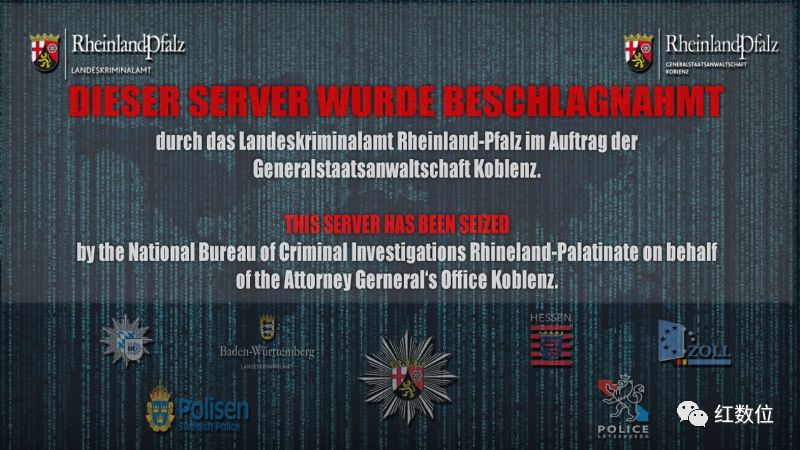 RheinlandPfalz
LANDESKRIMINALAMT
RheinlandPfalz
GENERALSTAATSANWALTSCHAFT
KOBLENZ
DIESER SERVER WURDE BESCHLAGNAHMT
durch das Landeskriminalamt Rheinland-Pfalz im Auftrag der
Generalstaatsanwaltschaft Koblenz.
THIS SERVER HAS BEEN SEIZED
by the National Bureau of Criminal Investigations Rhineland-Palatinate on behalf
of the Attorney Gerneral‘s Office Koblenz.
Baden-Württemberg
LANDESKRIMINALAMT
HESSEN
ZOLL
Polisen
Swedish Police
POLICE
LËTZEBUERG
红数位